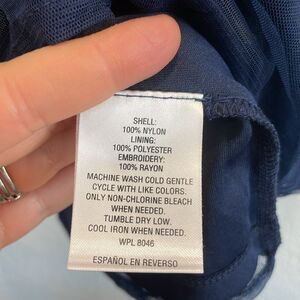 SHELL:
100% NYLON
LINING:
100% POLYESTER
EMBROIDERY:
100% RAYON
MACHINE WASH COLD GENTLE
CYCLE WITH LIKE COLORS.
ONLY NON-CHLORINE BLEACH
WHEN NEEDED.
TUMBLE DRY LOW.
COOL IRON WHEN NEEDED.
WPL 8046
ESPAÑOL EN REVERSO